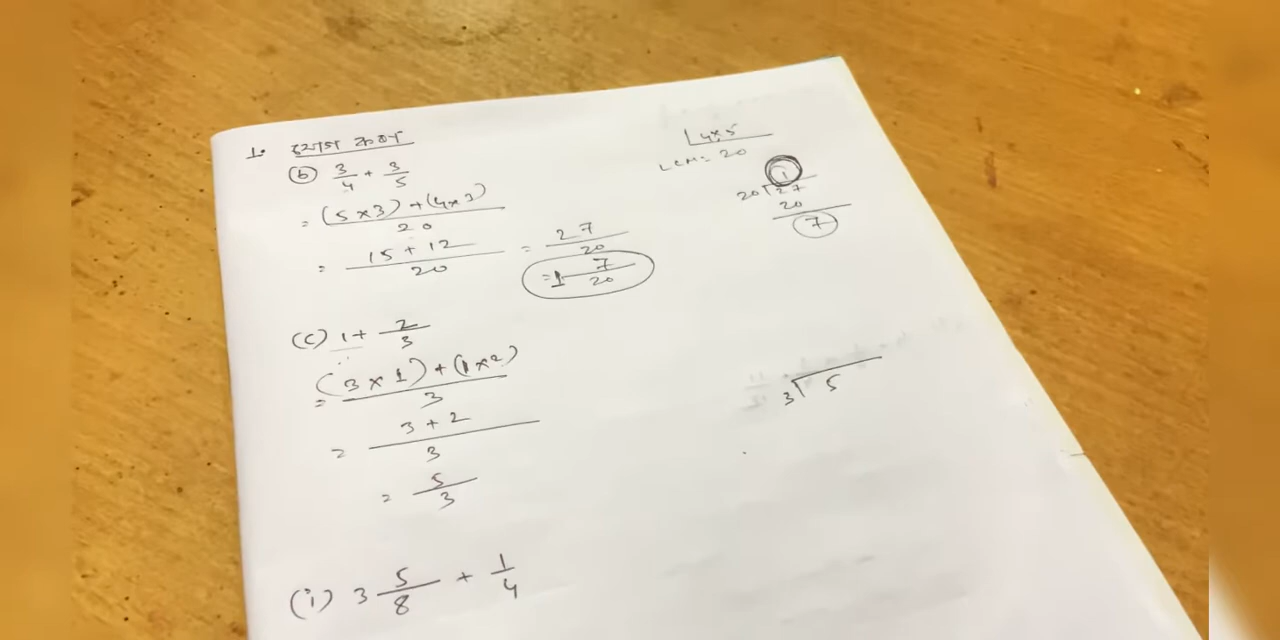 1. যোগ করো
(b) 3/4 + 3/5
= (5 x 3) + (4 x 3) / 20
= 15 + 12 / 20 = 27/20
= 1 7/20
4 x 5
LCM = 20
1
20 27
20
7
(c) 1 + 2/3
= (3 x 1) + (1 x 2) / 3
= 3 + 2 / 3
= 5/3
3 5
(i) 3 5/8 + 1/4